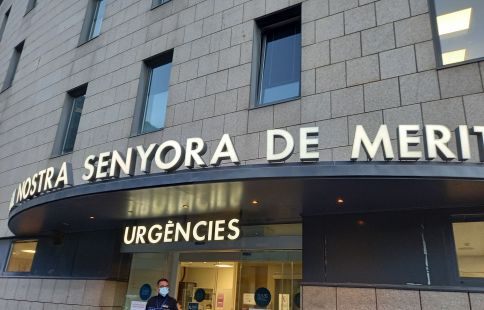 NOSTRA SENYORA DE MERIT
URGÈNCIES